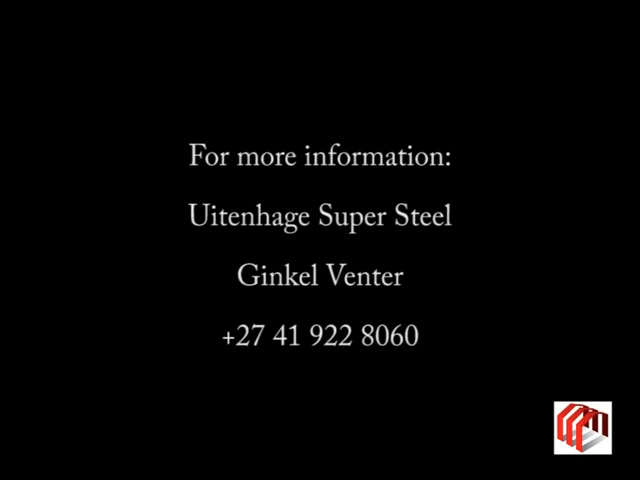 For more information:
Uitenhage Super Steel
Ginkel Venter
+27 41 922 8060